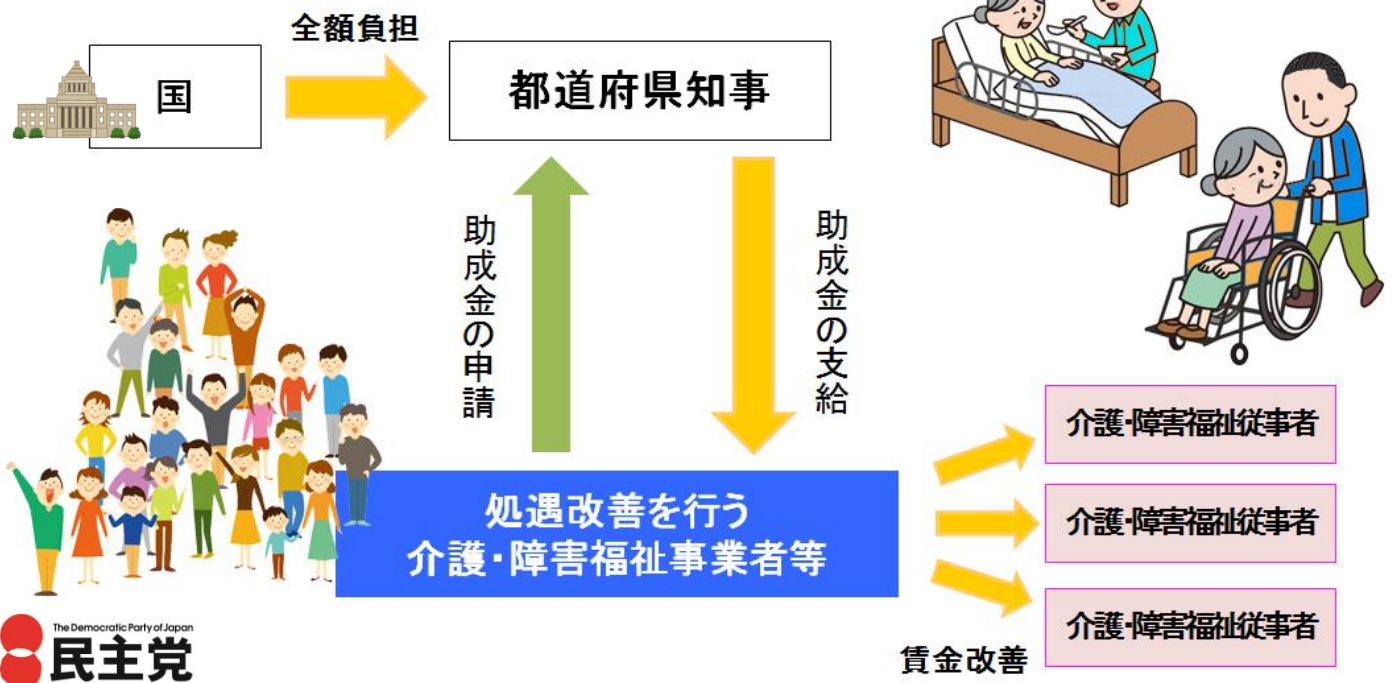 全額負担
国
都道府県知事
助成金の申請
助成金の支給
処遇改善を行う
介護・障害福祉事業者等
介護・障害福祉従事者
介護・障害福祉従事者
介護・障害福祉従事者
賃金改善
The Democratic Party of Japan
民主党